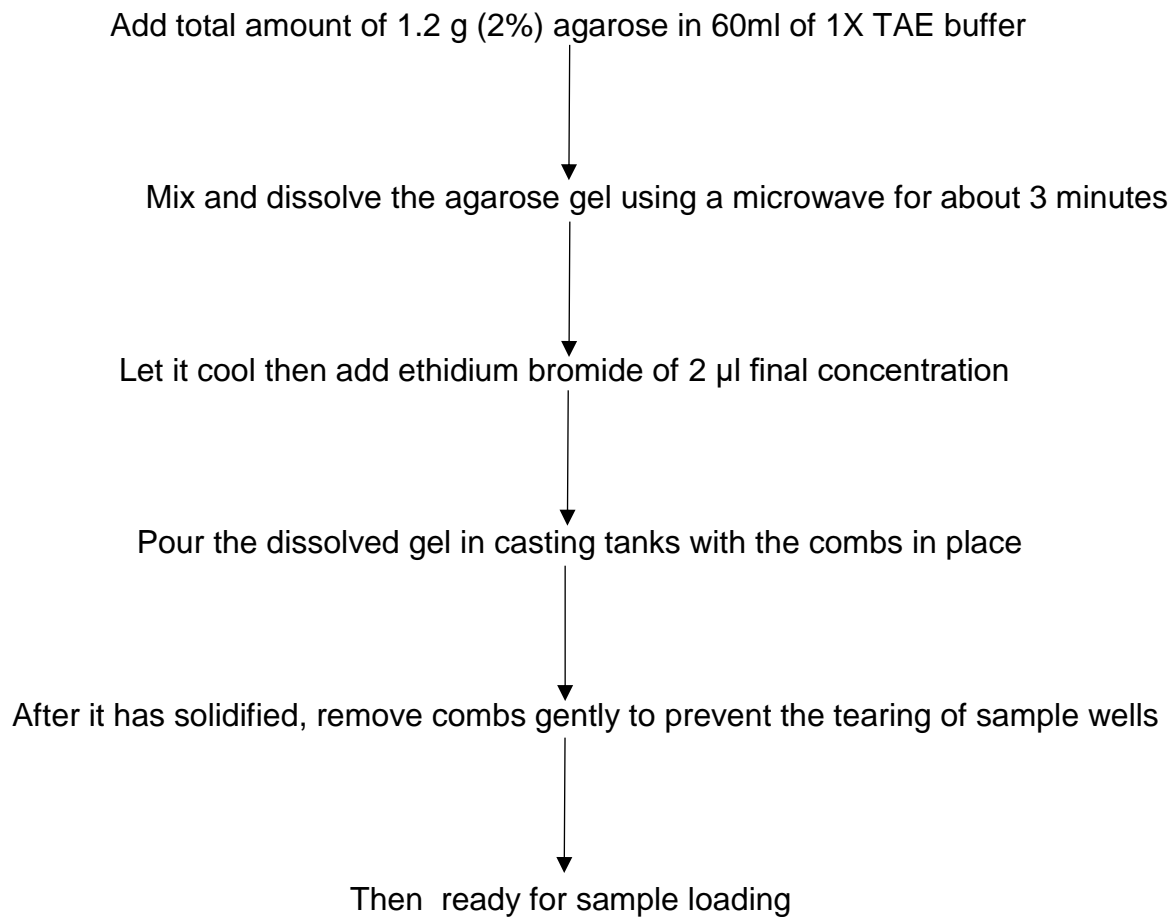 Add total amount of 1.2 g (2%) agarose in 60ml of 1X TAE buffer
Mix and dissolve the agarose gel using a microwave for about 3 minutes
Let it cool then add ethidium bromide of 2 µl final concentration
Pour the dissolved gel in casting tanks with the combs in place
After it has solidified, remove combs gently to prevent the tearing of sample wells
Then ready for sample loading